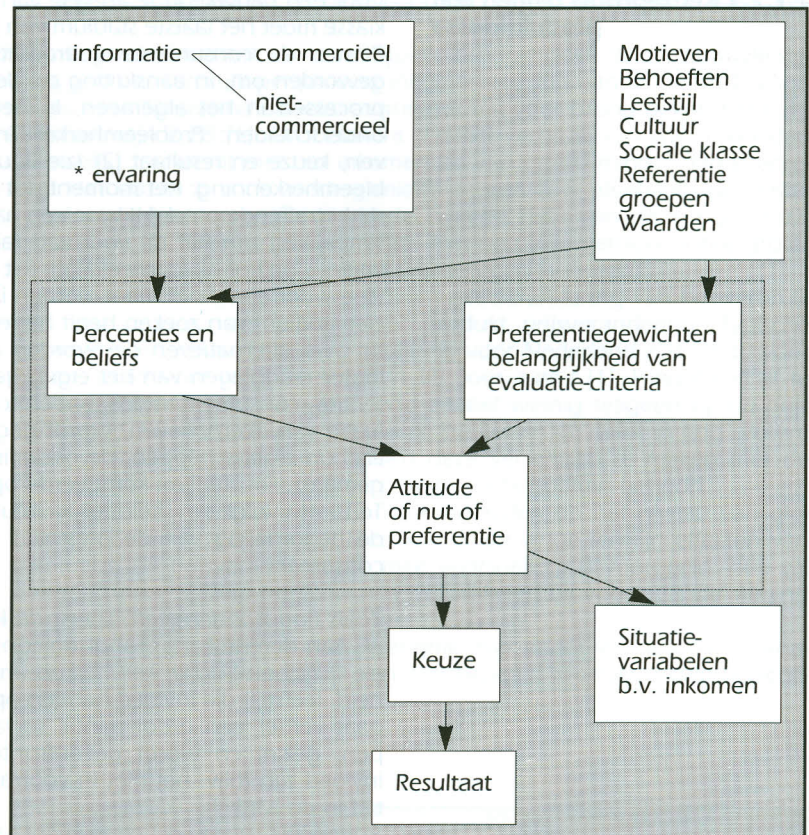 informatie commercieel
niet-
commercieel
* ervaring
Motieven
Behoeften
Leefstijl
Cultuur
Sociale klasse
Referentie
groepen
Waarden
Percepties en
beliefs
Preferentiegewichten
belangrijkheid van
evaluatie-criteria
Attitude
of nut of
preferentie
Keuze
Situatie-
variabelen
b.v. inkomen
Resultaat